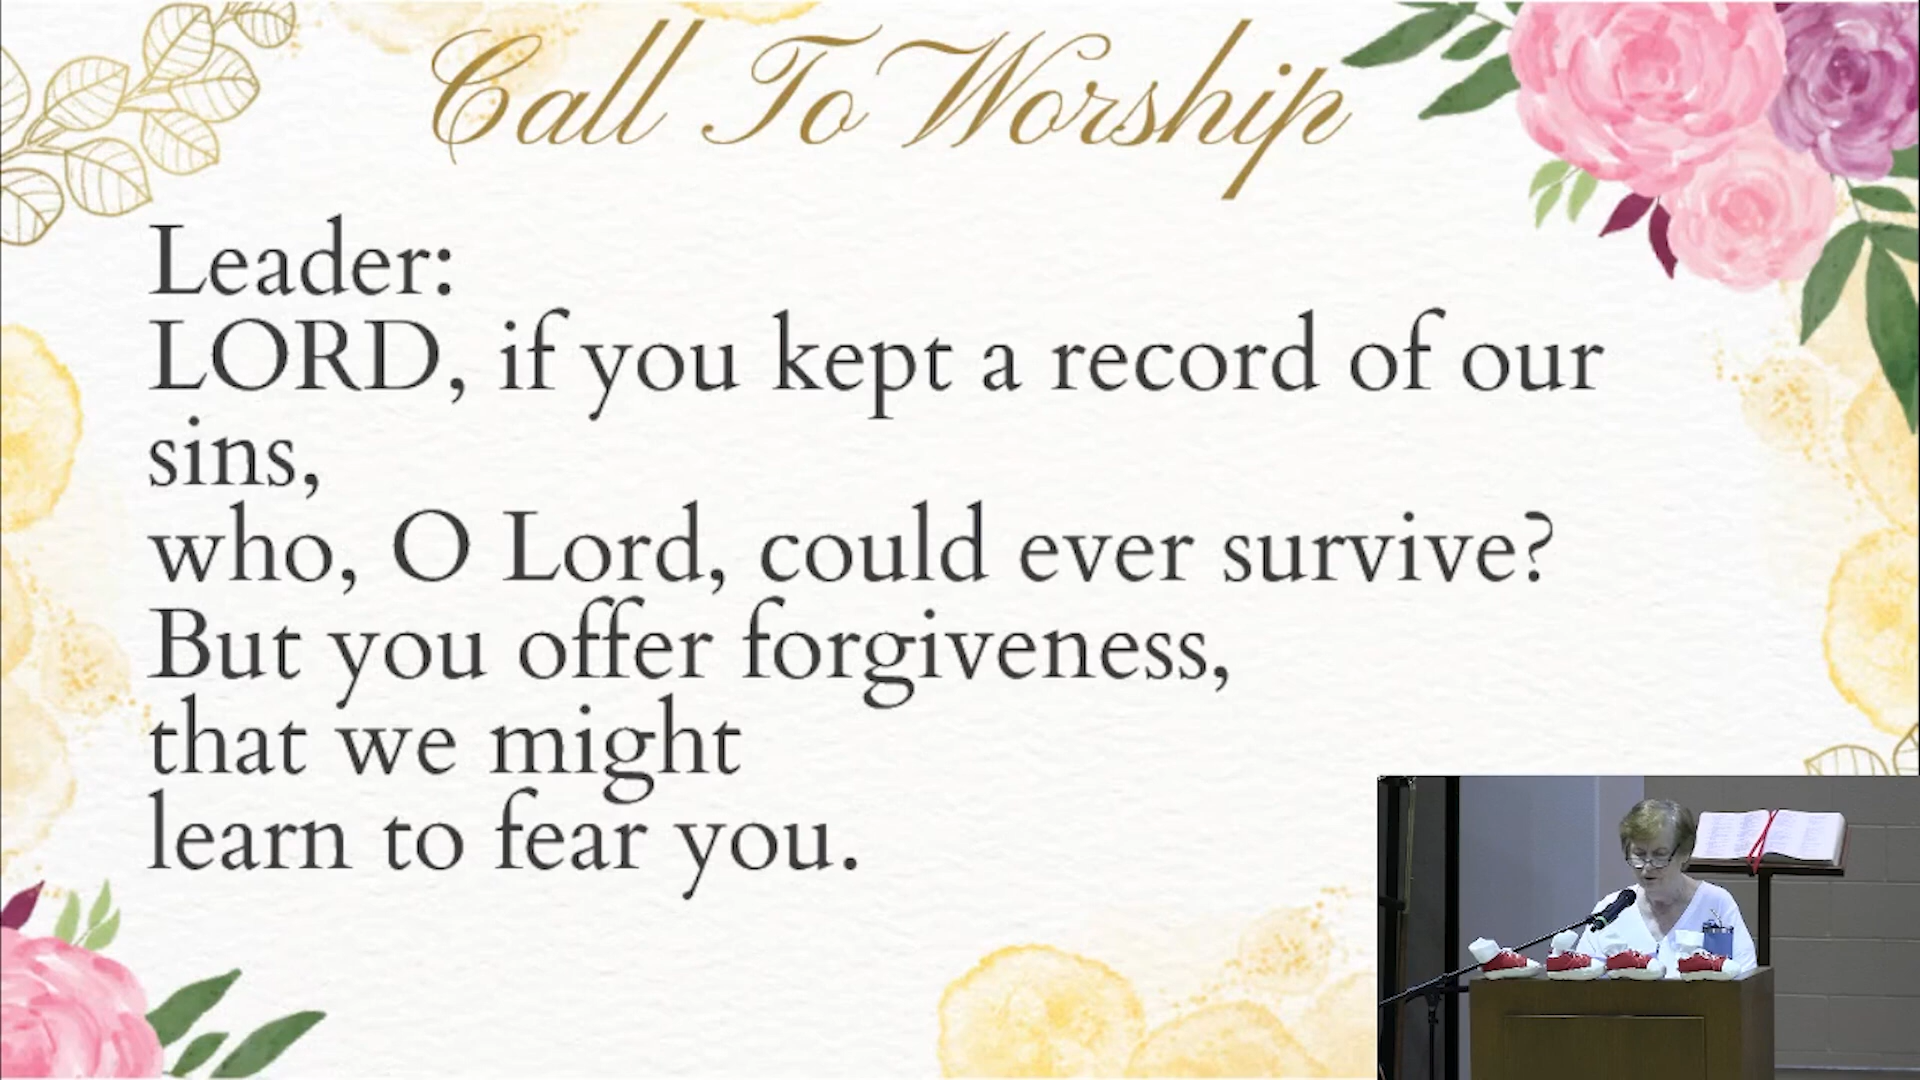 Call To Worship
Leader:
LORD, if you kept a record of our
sins,
who, O Lord, could ever survive?
But you offer forgiveness,
that we might
learn to fear you.